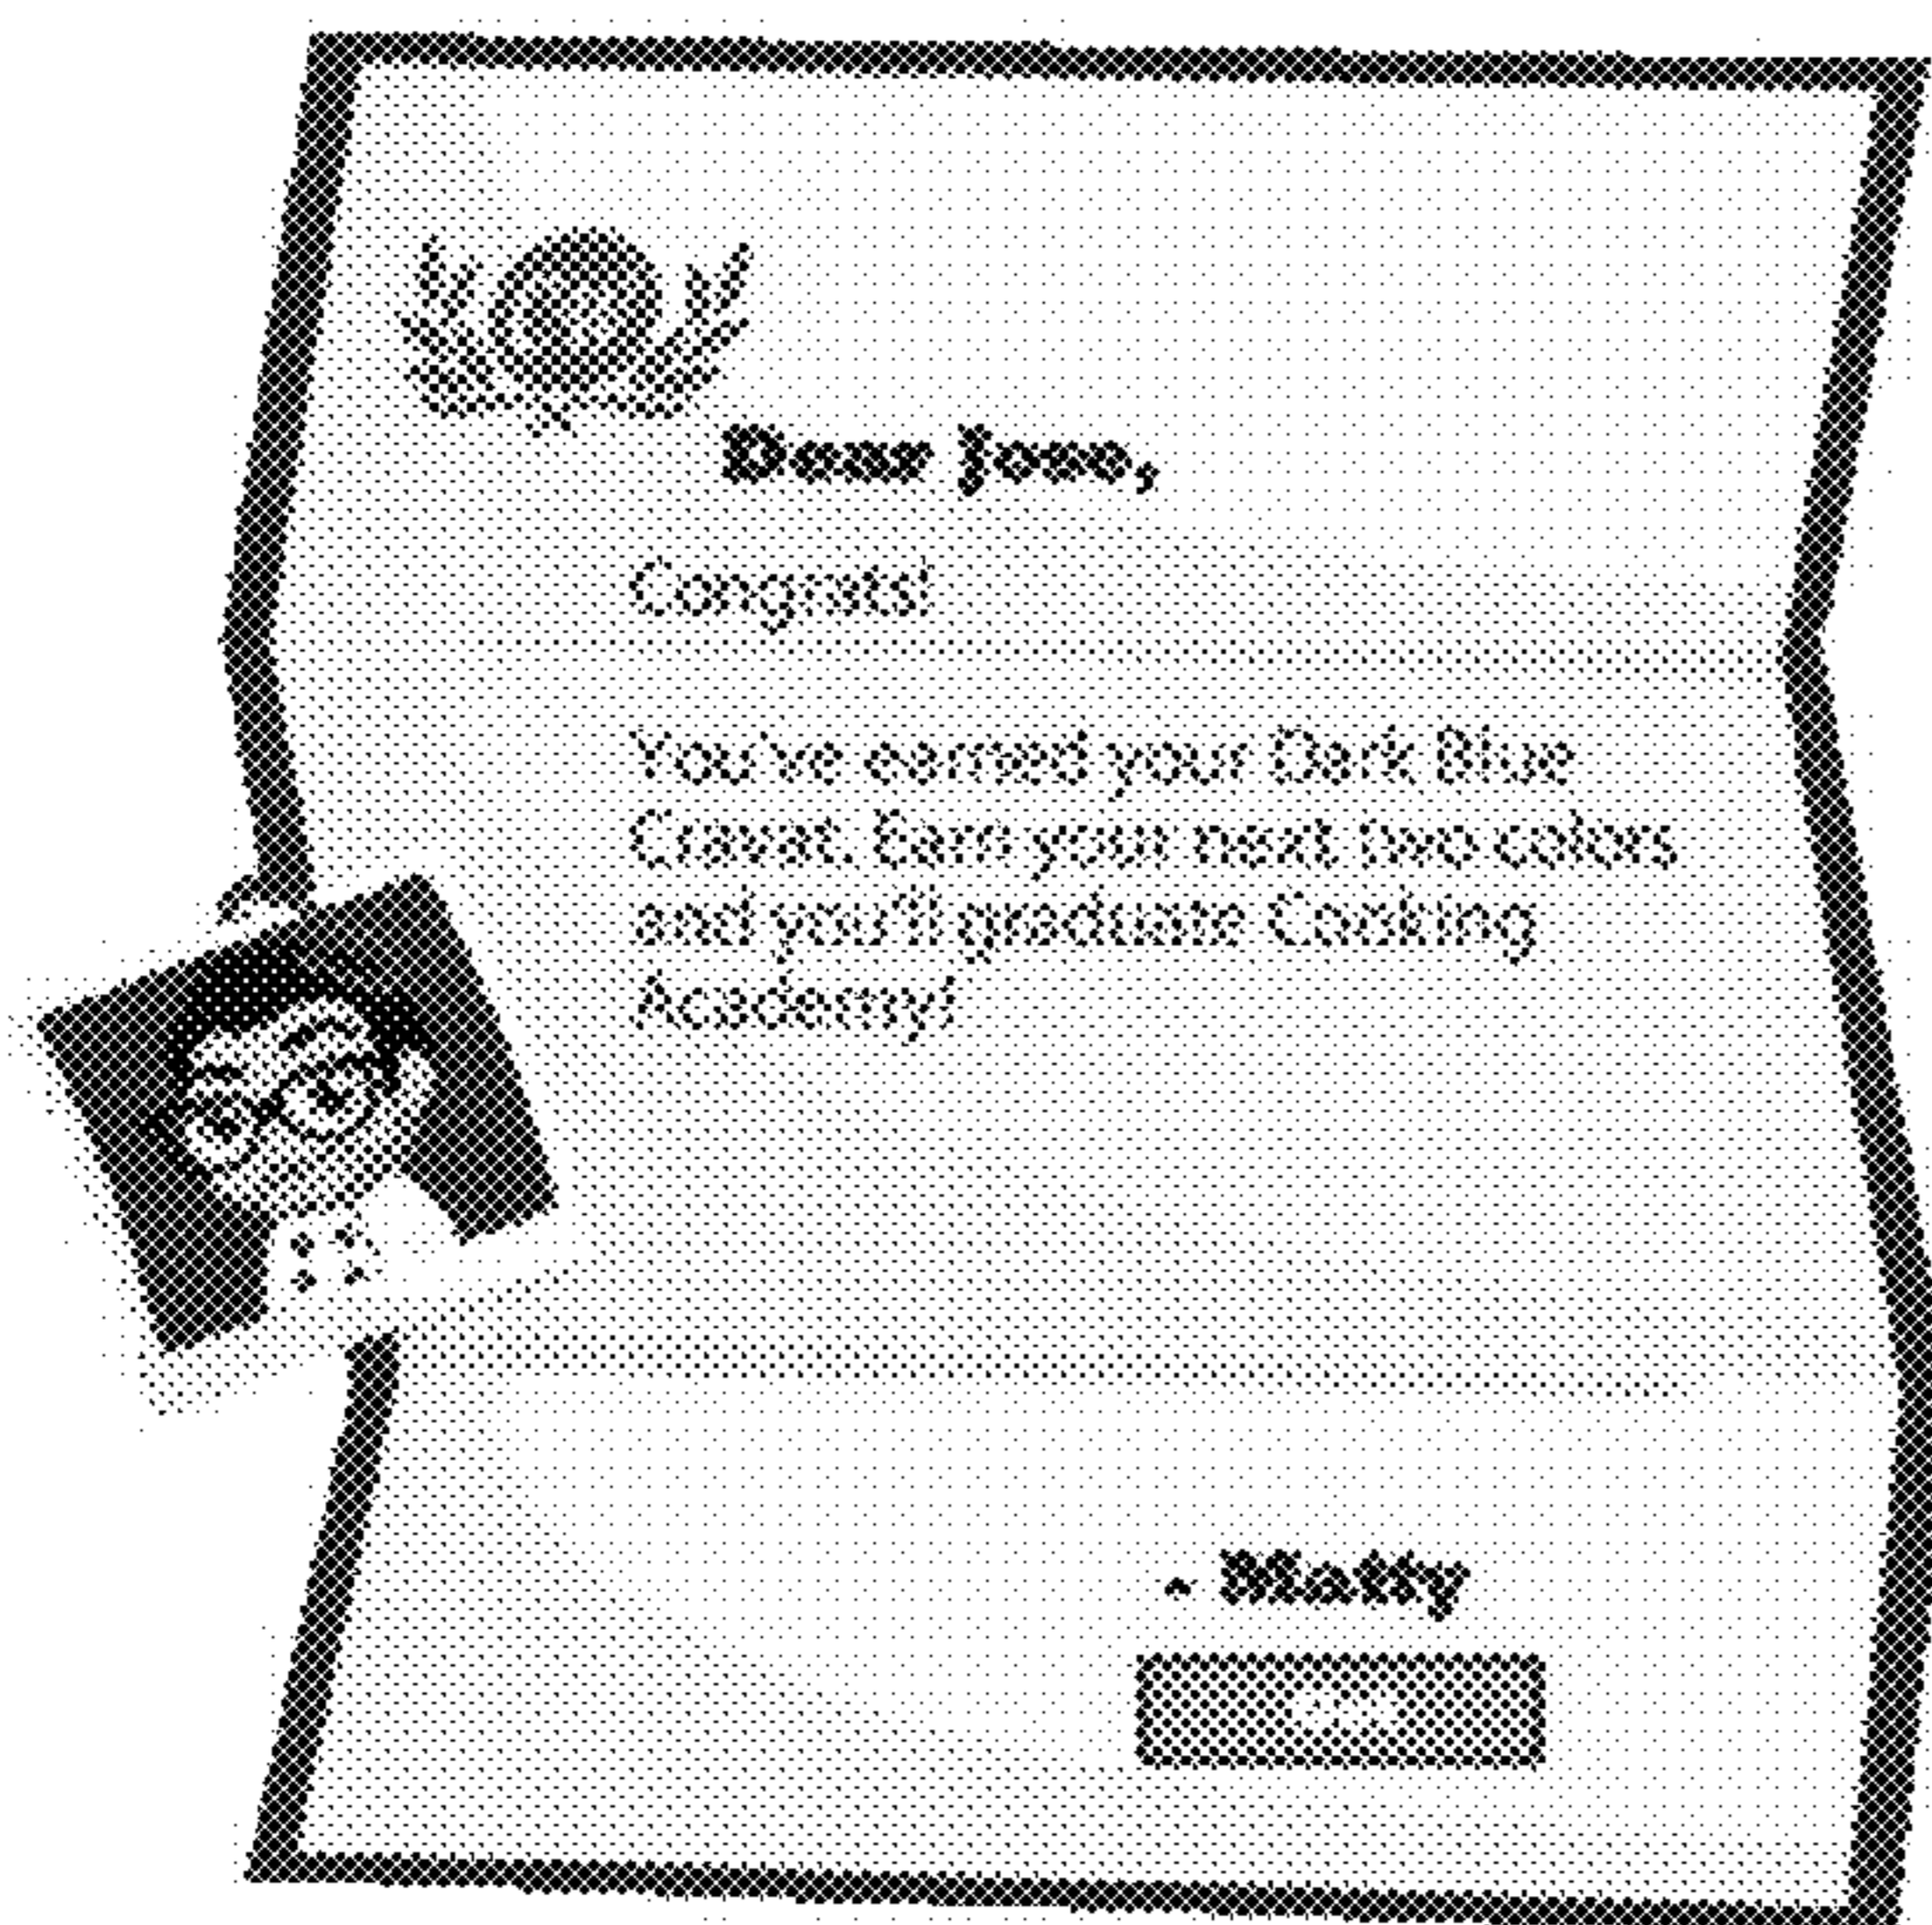 Dear Jose,
Congrats!
You've earned your Dark Blue
Cravat. Earn your next two colors
and you'll graduate Cooking
Academy!
~ Matty